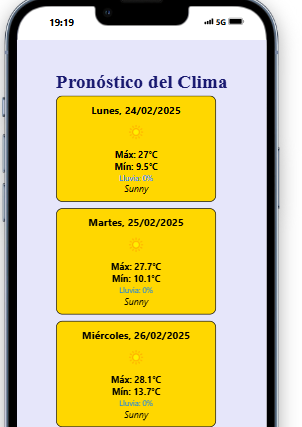 19:19
5G
Pronóstico del Clima
Lunes, 24/02/2025
Máx: 27°C
Mín: 9.5°C
Lluvia: 0%
Sunny
Martes, 25/02/2025
Máx: 27.7°C
Mín: 10.1°C
Lluvia: 0%
Sunny
Miércoles, 26/02/2025
Máx: 28.1°C
Mín: 13.7°C
Lluvia: 0%
Sunny